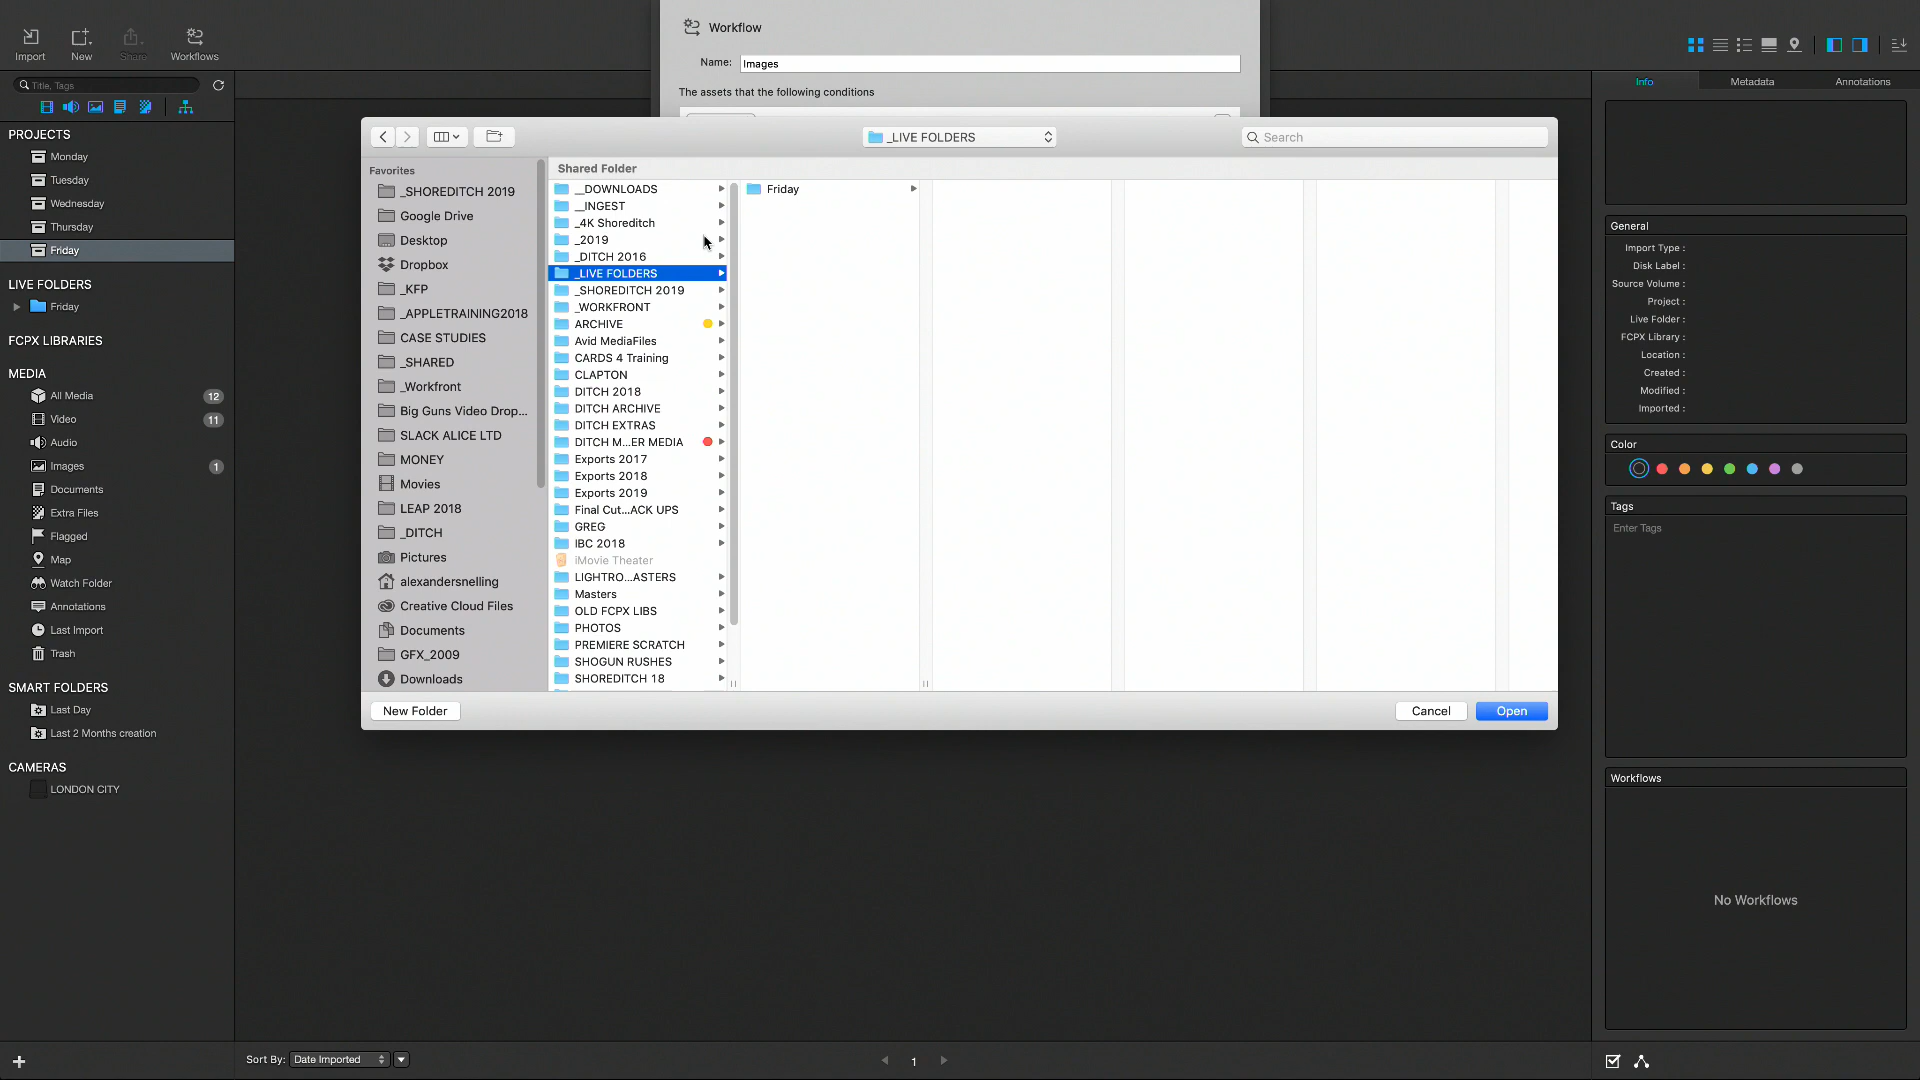 Workflow
Name: Images
The assets that the following conditions
Import
New
Share
Workflows
Title, Tags
PROJECTS
Monday
Tuesday
Wednesday
Thursday
Friday
LIVE FOLDERS
Friday
FCPX LIBRARIES
MEDIA
All Media 12
Video 11
Audio
Images 1
Documents
Extra Files
Flagged
Map
Watch Folder
Annotations
Last Import
Trash
SMART FOLDERS
Last Day
Last 2 Months creation
CAMERAS
LONDON CITY
_LIVE FOLDERS
Search
Favorites
_SHOREDITCH 2019
Google Drive
Desktop
Dropbox
_KFP
_APPLETRAINING2018
CASE STUDIES
_SHARED
_Workfront
Big Guns Video Drop...
SLACK ALICE LTD
MONEY
Movies
LEAP 2018
_DITCH
Pictures
alexandersnelling
Creative Cloud Files
Documents
GFX_2009
Downloads
Shared Folder
__DOWNLOADS
__INGEST
_4K Shoreditch
_2019
_DITCH 2016
_LIVE FOLDERS
_SHOREDITCH 2019
_WORKFRONT
ARCHIVE
Avid MediaFiles
CARDS 4 Training
CLAPTON
DITCH 2018
DITCH ARCHIVE
DITCH EXTRAS
DITCH M...ER MEDIA
Exports 2017
Exports 2018
Exports 2019
Final Cut...ACK UPS
GREG
IBC 2018
iMovie Theater
LIGHTRO...ASTERS
Masters
OLD FCPX LIBS
PHOTOS
PREMIERE SCRATCH
SHOGUN RUSHES
SHOREDITCH 18
Friday
New Folder
Cancel
Open
Info
Metadata
Annotations
General
Import Type :
Disk Label :
Source Volume :
Project :
Live Folder :
FCPX Library :
Location :
Created :
Modified :
Imported :
Color
Tags
Enter Tags
Workflows
No Workflows
Sort By: Date Imported
1